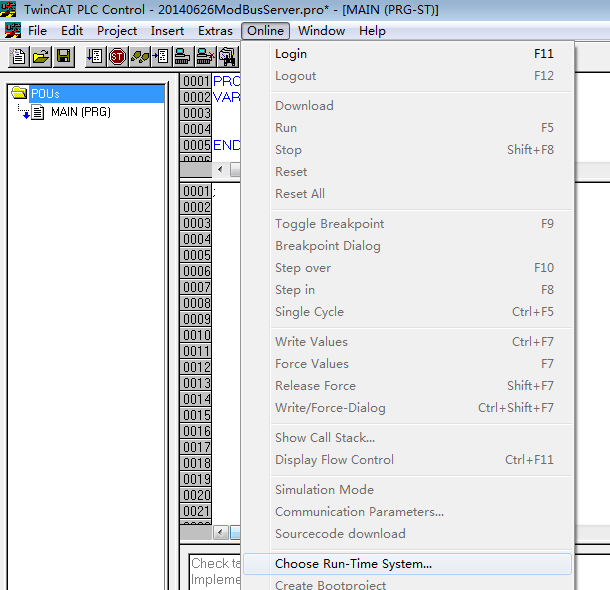 TwinCAT PLC Control - 20140626ModBusServer.pro* - [MAIN (PRG-ST)]
File Edit Project Insert Extras Online Window Help
POUs
MAIN (PRG)
0001 PRO
0002 VAR
0003
0004
0005 END
0006
0001 ;
0002
0003
0004
0005
0006
0007
0008
0009
0010
0011
0012
0013
0014
0015
0016
0017
0018
0019
0020
0021
Login F11
Logout F12
Download
Run F5
Stop Shift+F8
Reset
Reset All
Toggle Breakpoint F9
Breakpoint Dialog
Step over F10
Step in F8
Single Cycle Ctrl+F5
Write Values Ctrl+F7
Force Values F7
Release Force Shift+F7
Write/Force-Dialog Ctrl+Shift+F7
Show Call Stack...
Display Flow Control Ctrl+F11
Simulation Mode
Communication Parameters...
Sourcecode download
Choose Run-Time System...
Create Bootproject
Check ta
Impleme